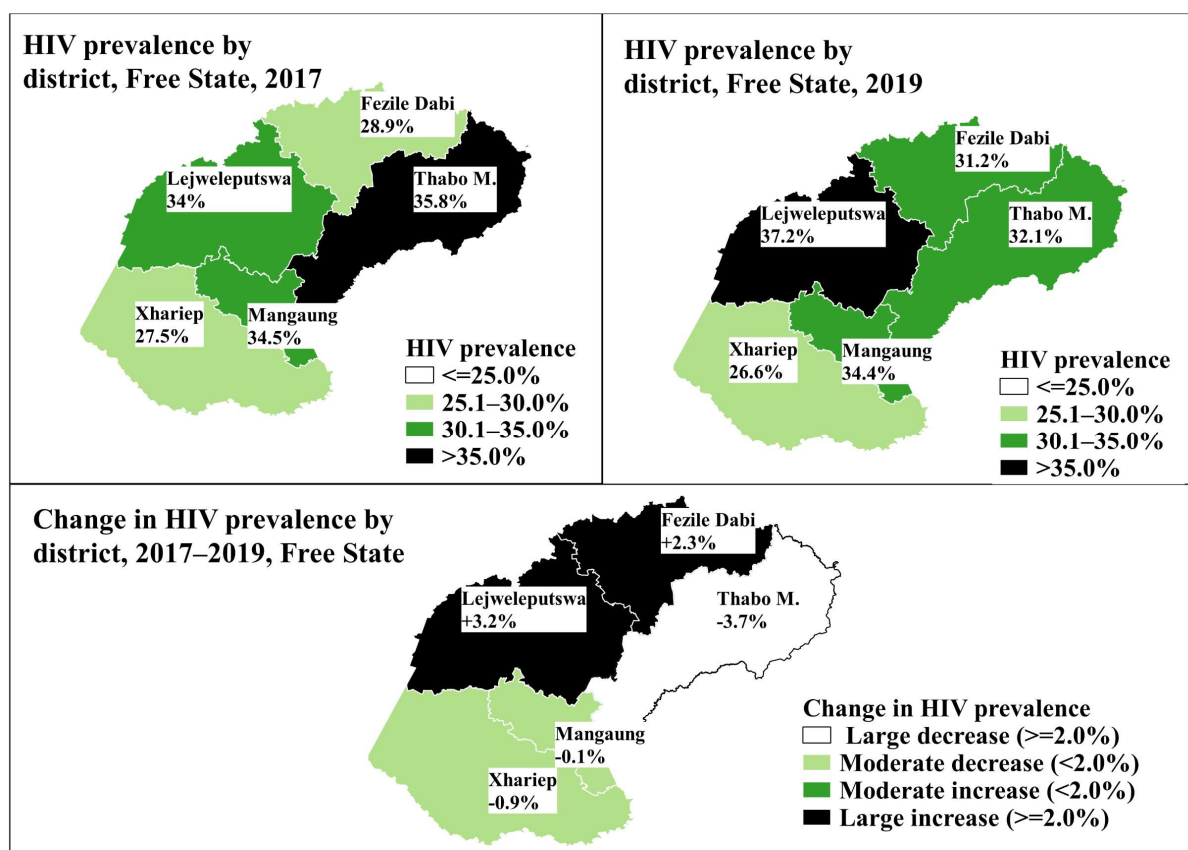 HIV prevalence by
district, Free State, 2017
Fezile Dabi
28.9%
Lejweleputswa
34%
Thabo M.
35.8%
Xhariep
27.5%
Mangaung
34.5%
HIV prevalence
<=25.0%
25.1–30.0%
30.1–35.0%
>35.0%
HIV prevalence by
district, Free State, 2019
Fezile Dabi
31.2%
Lejweleputswa
37.2%
Thabo M.
32.1%
Xhariep
26.6%
Mangaung
34.4%
HIV prevalence
<=25.0%
25.1–30.0%
30.1–35.0%
>35.0%
Change in HIV prevalence by
district, 2017–2019, Free State
Fezile Dabi
+2.3%
Lejweleputswa
+3.2%
Thabo M.
-3.7%
Mangaung
-0.1%
Xhariep
-0.9%
Change in HIV prevalence
Large decrease (>=2.0%)
Moderate decrease (<2.0%)
Moderate increase (<2.0%)
Large increase (>=2.0%)